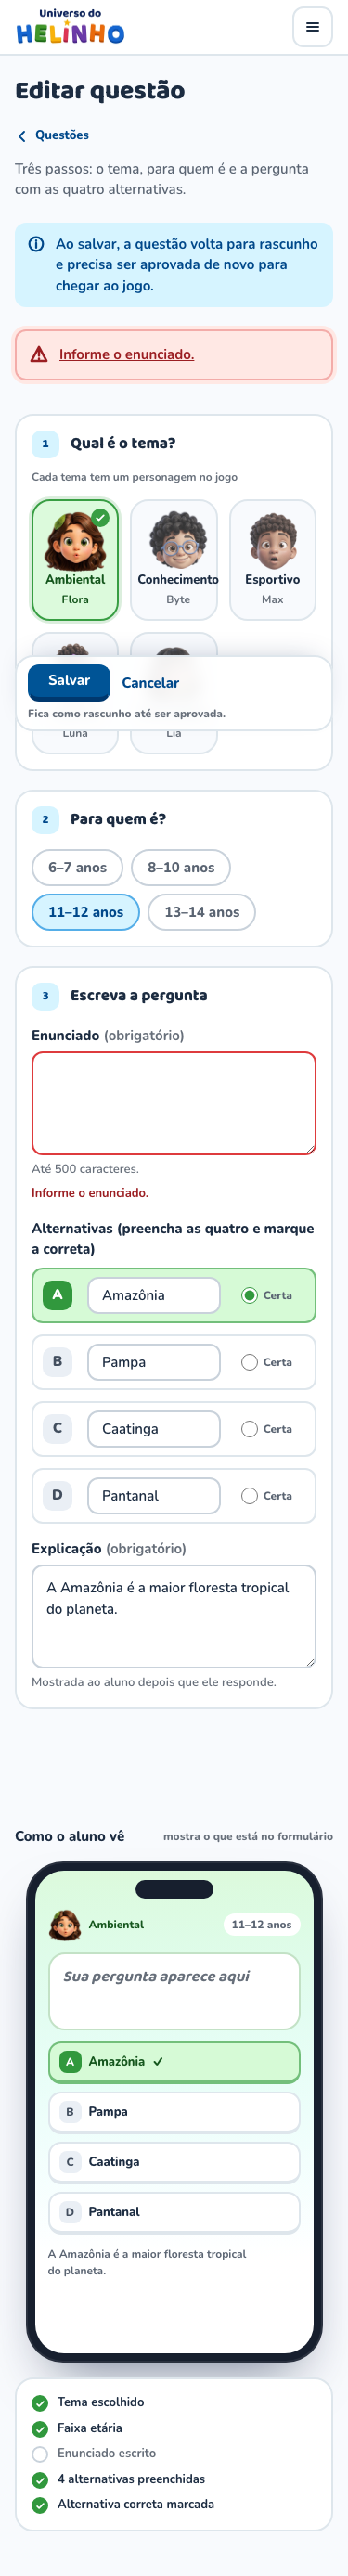 Universo do
HELINHO
Editar questão
Questões
Três passos: o tema, para quem é e a pergunta
com as quatro alternativas.
Ao salvar, a questão volta para rascunho
e precisa ser aprovada de novo para
chegar ao jogo.
Informe o enunciado.
1 Qual é o tema?
Cada tema tem um personagem no jogo
Ambiental Conhecimento Esportivo
Flora Byte Max
Salvar Cancelar
Fica como rascunho até ser aprovada.
Luna Lia
2 Para quem é?
6–7 anos 8–10 anos
11–12 anos 13–14 anos
3 Escreva a pergunta
Enunciado (obrigatório)
Até 500 caracteres.
Informe o enunciado.
Alternativas (preencha as quatro e marque
a correta)
A Amazônia Certa
B Pampa Certa
C Caatinga Certa
D Pantanal Certa
Explicação (obrigatório)
A Amazônia é a maior floresta tropical
do planeta.
Mostrada ao aluno depois que ele responde.
Como o aluno vê mostra o que está no formulário
Ambiental 11–12 anos
Sua pergunta aparece aqui
A Amazônia ✓
B Pampa
C Caatinga
D Pantanal
A Amazônia é a maior floresta tropical
do planeta.
Tema escolhido
Faixa etária
Enunciado escrito
4 alternativas preenchidas
Alternativa correta marcada